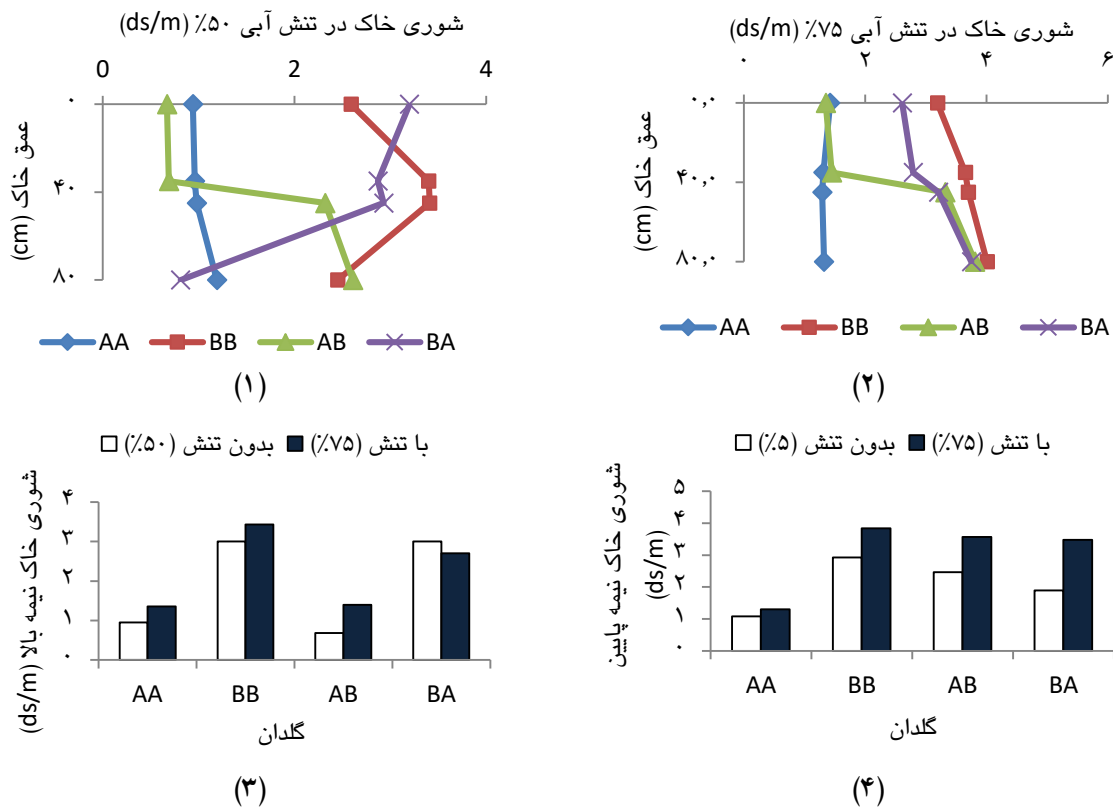 شوری خاک در تنش آبی ۵۰٪ (ds/m)
0 2 4
عمق خاک (cm)
۰
۴۰
۸۰
AA BB AB BA
(۱)
شوری خاک در تنش آبی ۷۵٪ (ds/m)
۰ ۲ ۴ ۶
عمق خاک (cm)
۰,۰
۴۰,۰
۸۰,۰
AA BB AB BA
(۲)
بدون تنش (۵۰٪) با تنش (۷۵٪)
شوری خاک نیمه بالا (ds/m)
۴
۳
۲
۱
۰
AA BB AB BA
گلدان
(۳)
بدون تنش (۵٪) با تنش (۷۵٪)
شوری خاک نیمه پایین
(ds/m)
۵
۴
۳
۲
۱
۰
AA BB AB BA
گلدان
(۴)